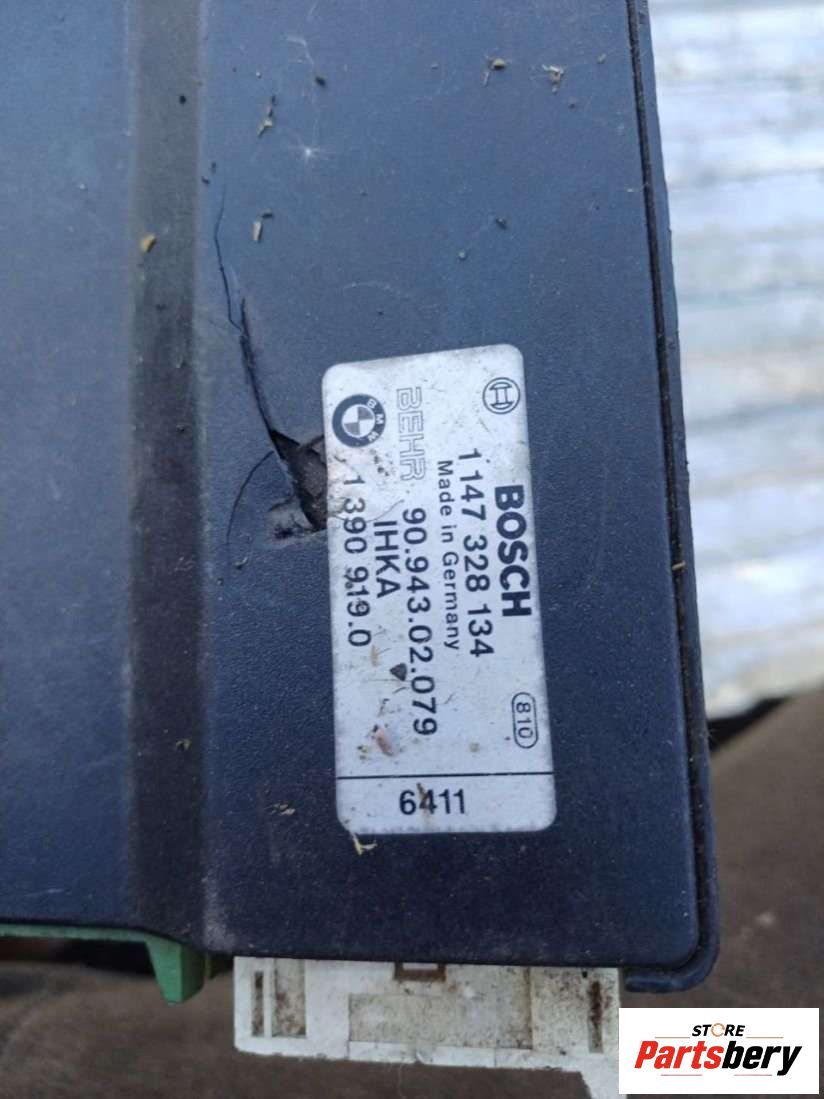 BOSCH
1 147 328 134
Made in Germany
810
BEHR 90.943.02.079
IHKA
BMW
1 390 919.0
6411
STORE
Partsbery